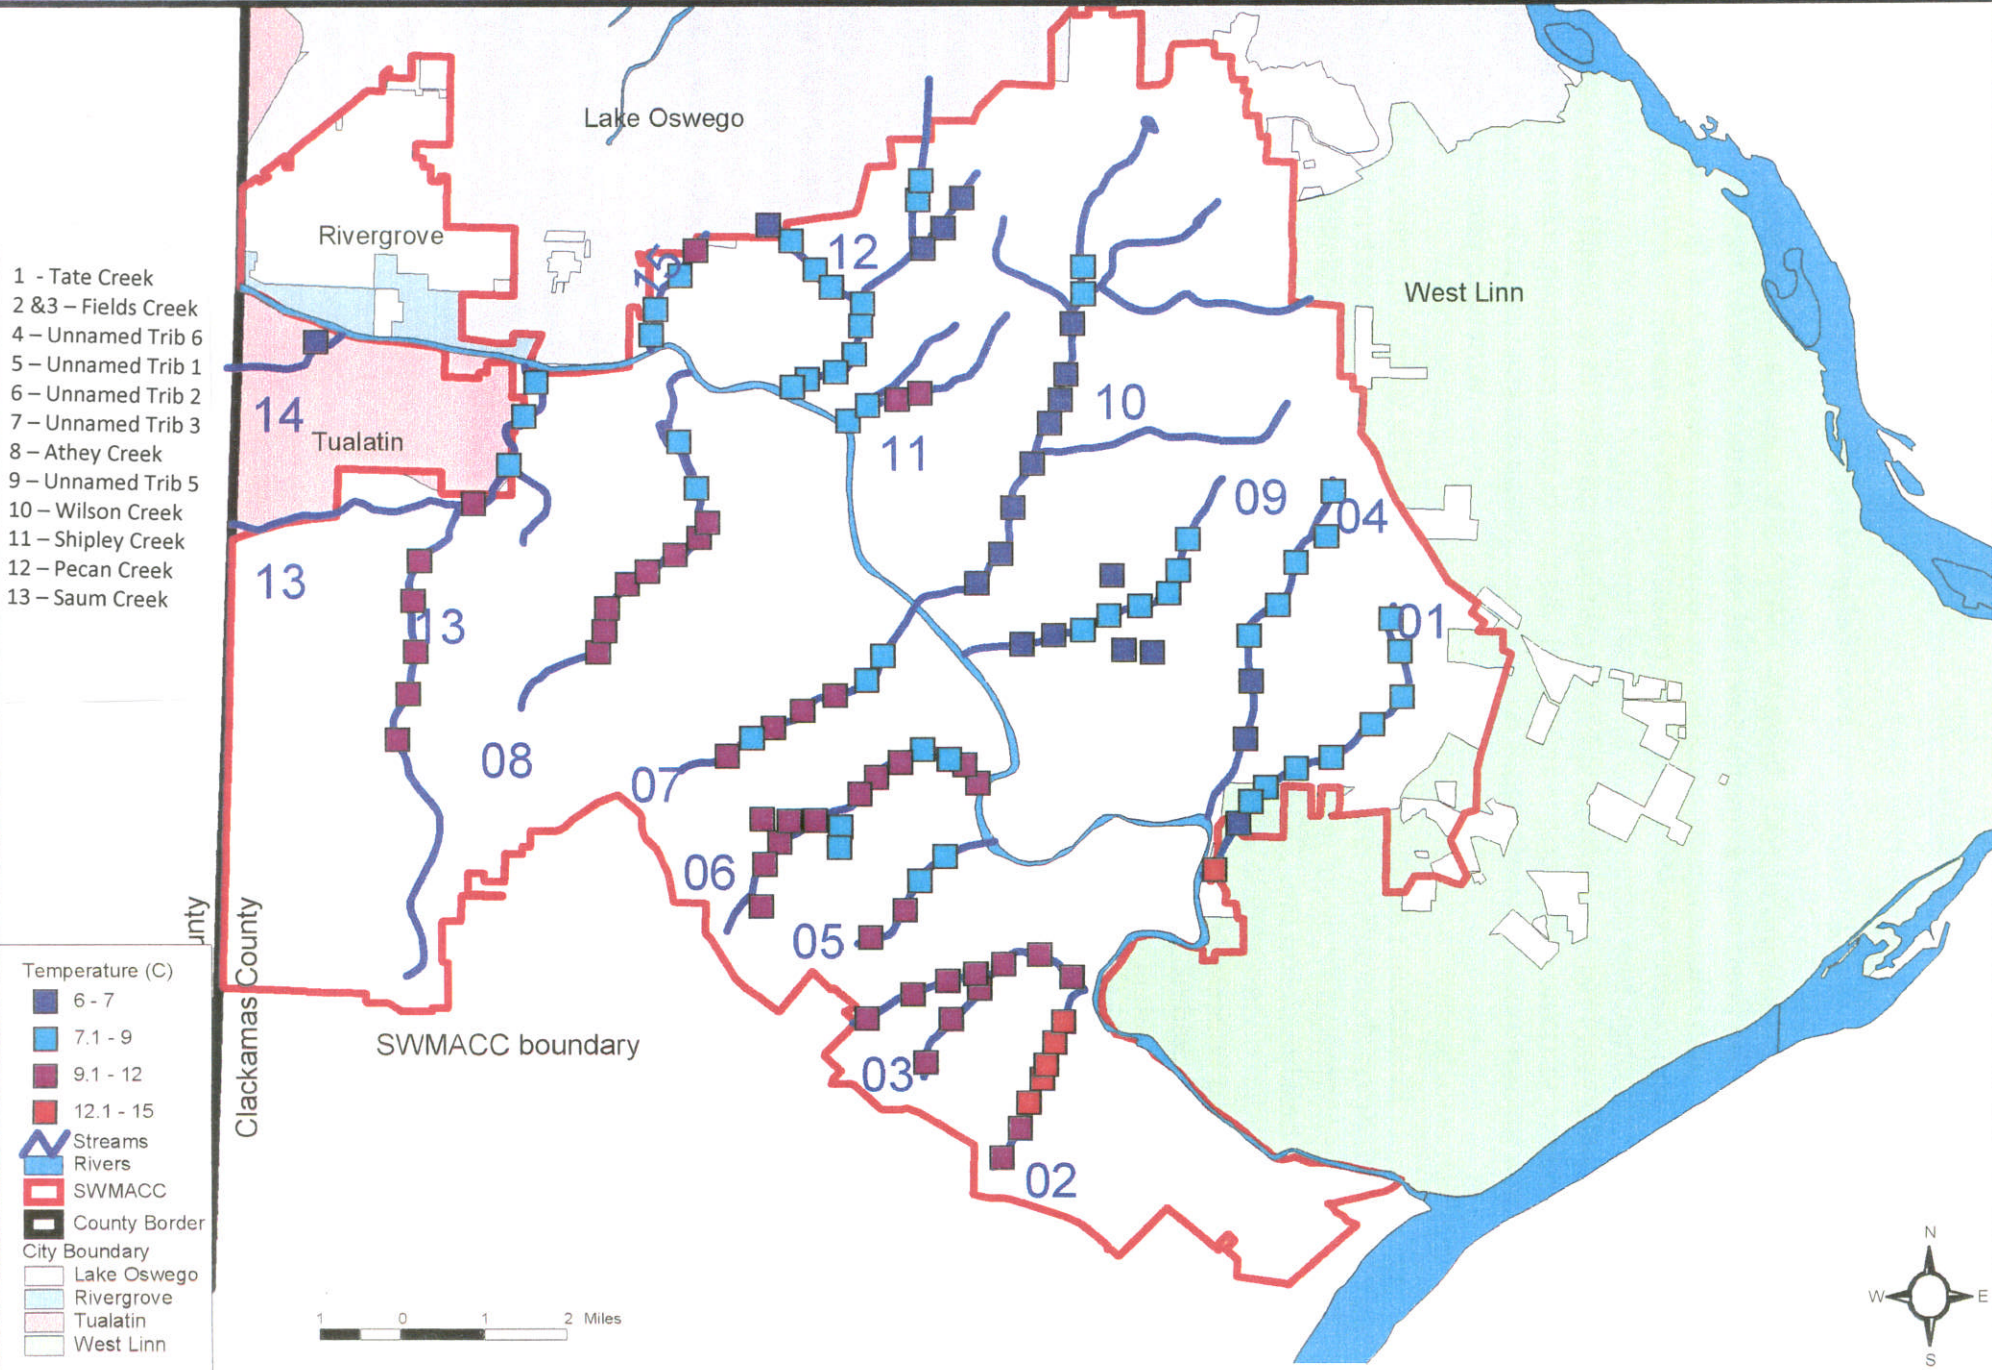 Lake Oswego
Rivergrove
1 - Tate Creek
2 &3 – Fields Creek
4 – Unnamed Trib 6
5 – Unnamed Trib 1
6 – Unnamed Trib 2
7 – Unnamed Trib 3
8 – Athey Creek
9 – Unnamed Trib 5
10 – Wilson Creek
11 – Shipley Creek
12 – Pecan Creek
13 – Saum Creek
15
12
West Linn
14
Tualatin
10
11
09
04
13
13
01
08
07
06
05
03
02
SWMACC boundary
unty
Clackamas County
Temperature (C)
6 - 7
7.1 - 9
9.1 - 12
12.1 - 15
Streams
Rivers
SWMACC
County Border
City Boundary
Lake Oswego
Rivergrove
Tualatin
West Linn
1 0 1 2 Miles
N
W E
S